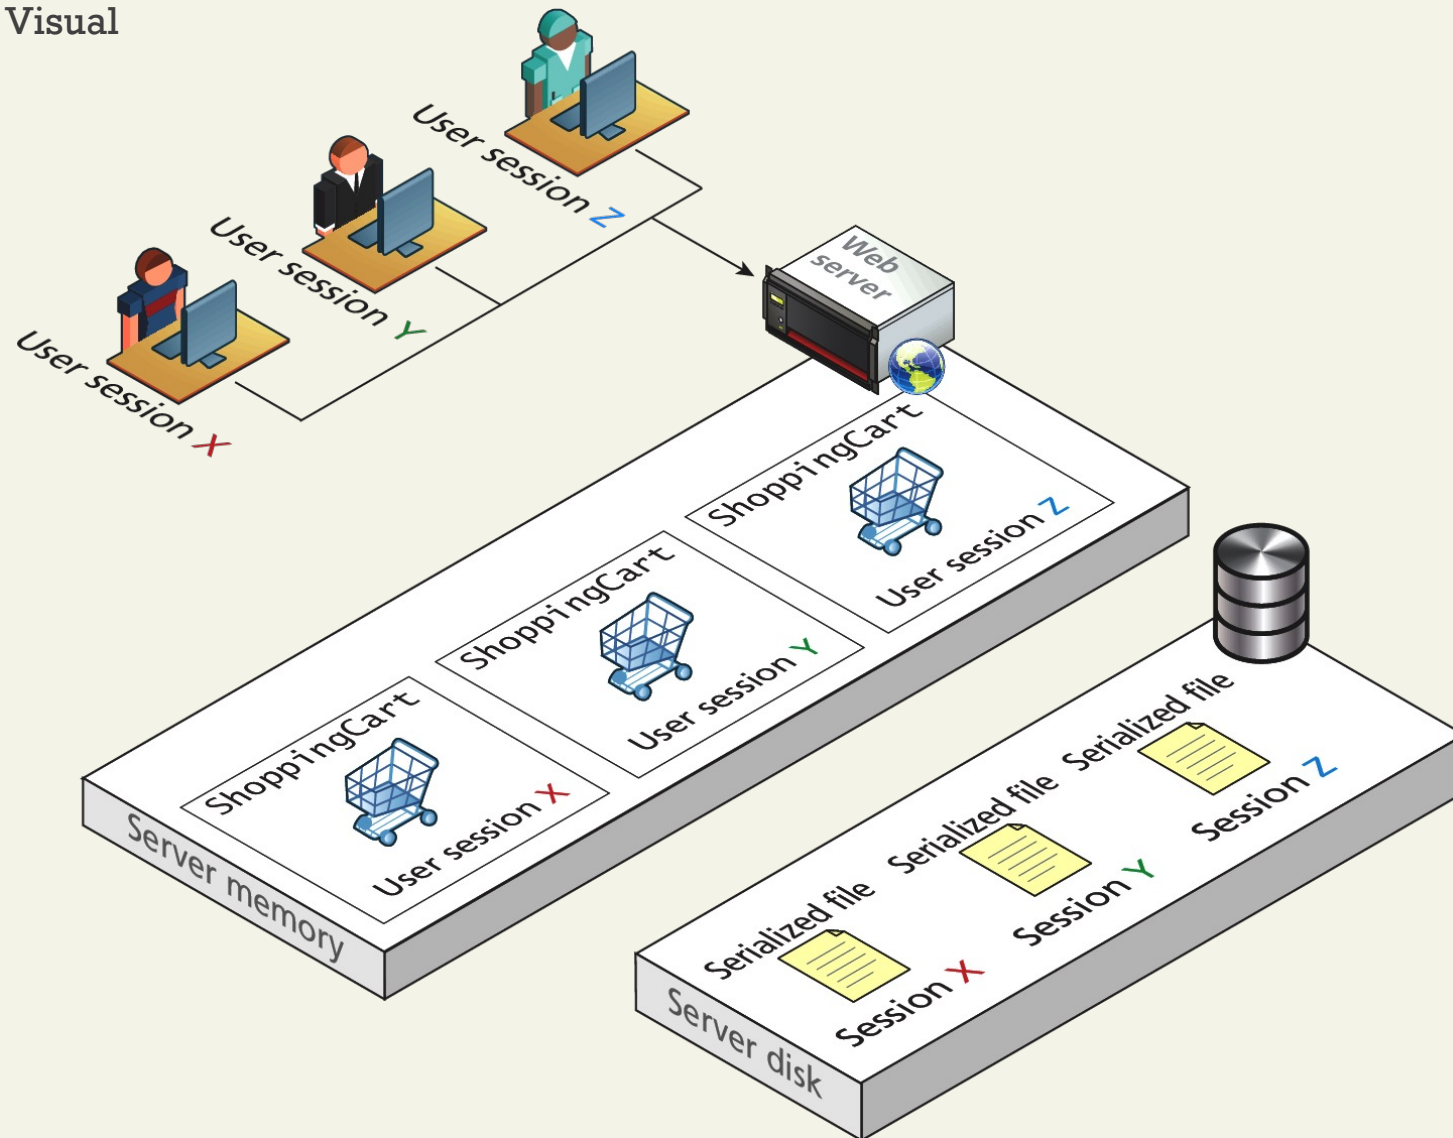 Visual
User session Z
User session Y
User session X
Web
server
ShoppingCart
User session Z
ShoppingCart
User session Y
ShoppingCart
User session X
Server memory
Serialized file
Session Z
Serialized file
Session Y
Serialized file
Session X
Server disk